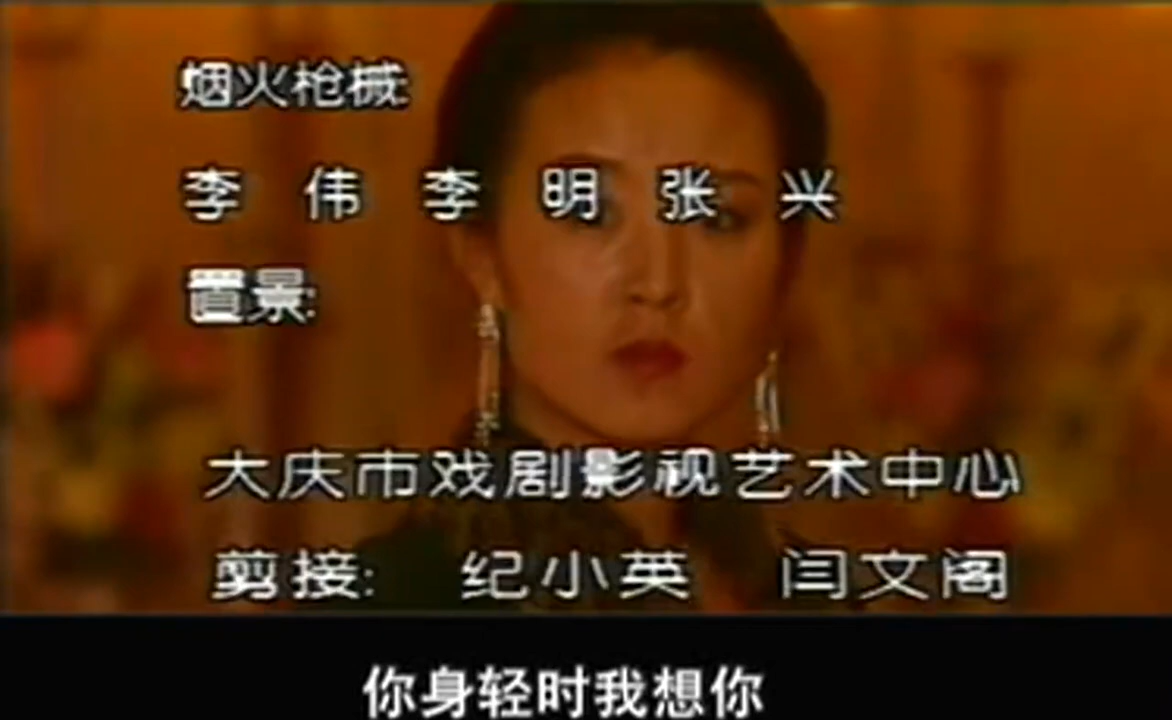 烟火枪械:
李 伟 李 明 张 兴
置景:
大庆市戏剧影视艺术中心
剪接: 纪小英 闫文阁
你身轻时我想你